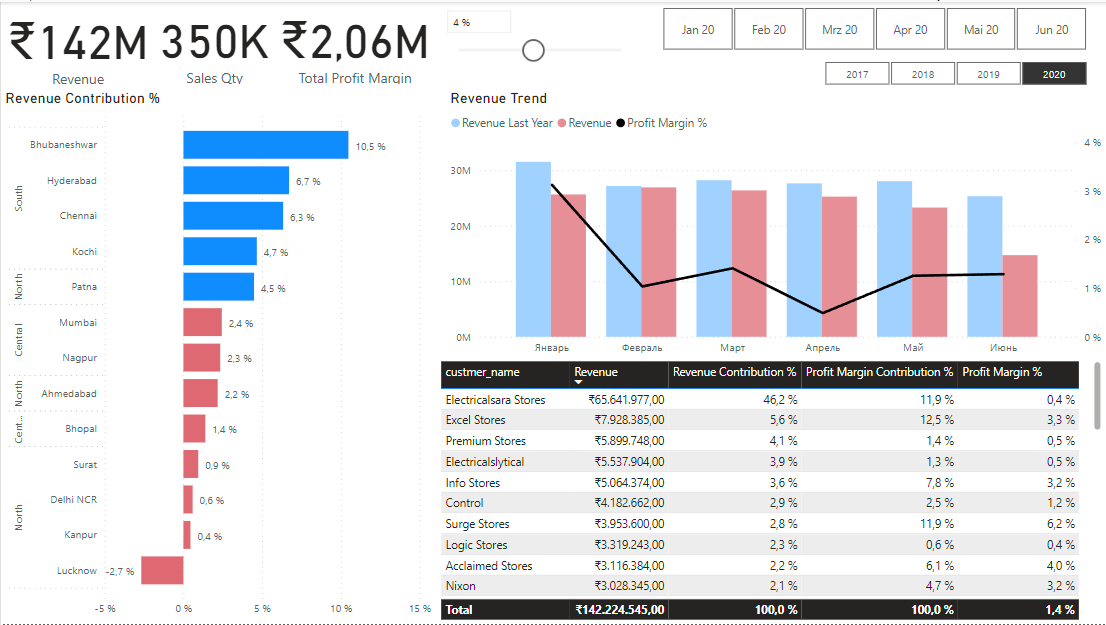 ₹142M 350K ₹2,06M
Revenue Sales Qty Total Profit Margin
4 %
Jan 20 Feb 20 Mrz 20 Apr 20 Mai 20 Jun 20
2017 2018 2019 2020
Revenue Contribution %
South
Bhubaneshwar 10,5 %
Hyderabad 6,7 %
Chennai 6,3 %
Kochi 4,7 %
North
Patna 4,5 %
Central
Mumbai 2,4 %
Nagpur 2,3 %
North
Ahmedabad 2,2 %
Cent...
Bhopal 1,4 %
North
Surat 0,9 %
Delhi NCR 0,6 %
Kanpur 0,4 %
Lucknow -2,7 %
-5 % 0 % 5 % 10 % 15 %
Revenue Trend
Revenue Last Year Revenue Profit Margin %
30M
20M
10M
0M
4 %
3 %
2 %
1 %
0 %
Январь Февраль Март Апрель Май Июнь
custmer_name Revenue Revenue Contribution % Profit Margin Contribution % Profit Margin %
Electricalsara Stores ₹65.641.977,00 46,2 % 11,9 % 0,4 %
Excel Stores ₹7.928.385,00 5,6 % 12,5 % 3,3 %
Premium Stores ₹5.899.748,00 4,1 % 1,4 % 0,5 %
Electricalslytical ₹5.537.904,00 3,9 % 1,3 % 0,5 %
Info Stores ₹5.064.374,00 3,6 % 7,8 % 3,2 %
Control ₹4.182.662,00 2,9 % 2,5 % 1,2 %
Surge Stores ₹3.953.600,00 2,8 % 11,9 % 6,2 %
Logic Stores ₹3.319.243,00 2,3 % 0,6 % 0,4 %
Acclaimed Stores ₹3.116.384,00 2,2 % 6,1 % 4,0 %
Nixon ₹3.028.345,00 2,1 % 4,7 % 3,2 %
Total ₹142.224.545,00 100,0 % 100,0 % 1,4 %